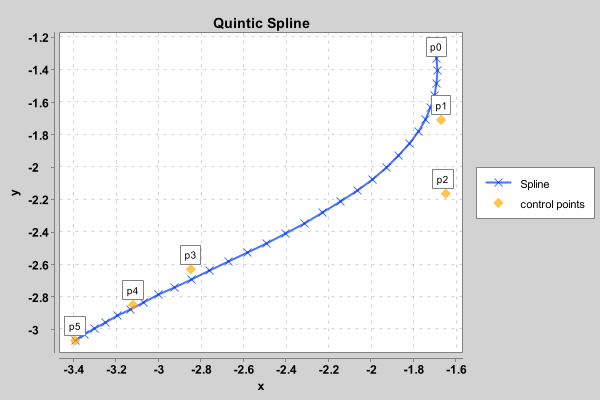 Quintic Spline
-1.2
-1.4
-1.6
-1.8
-2
-2.2
-2.4
-2.6
-2.8
-3
y
p0
p1
p2
p3
p4
p5
-3.4 -3.2 -3 -2.8 -2.6 -2.4 -2.2 -2 -1.8 -1.6
x
Spline
control points